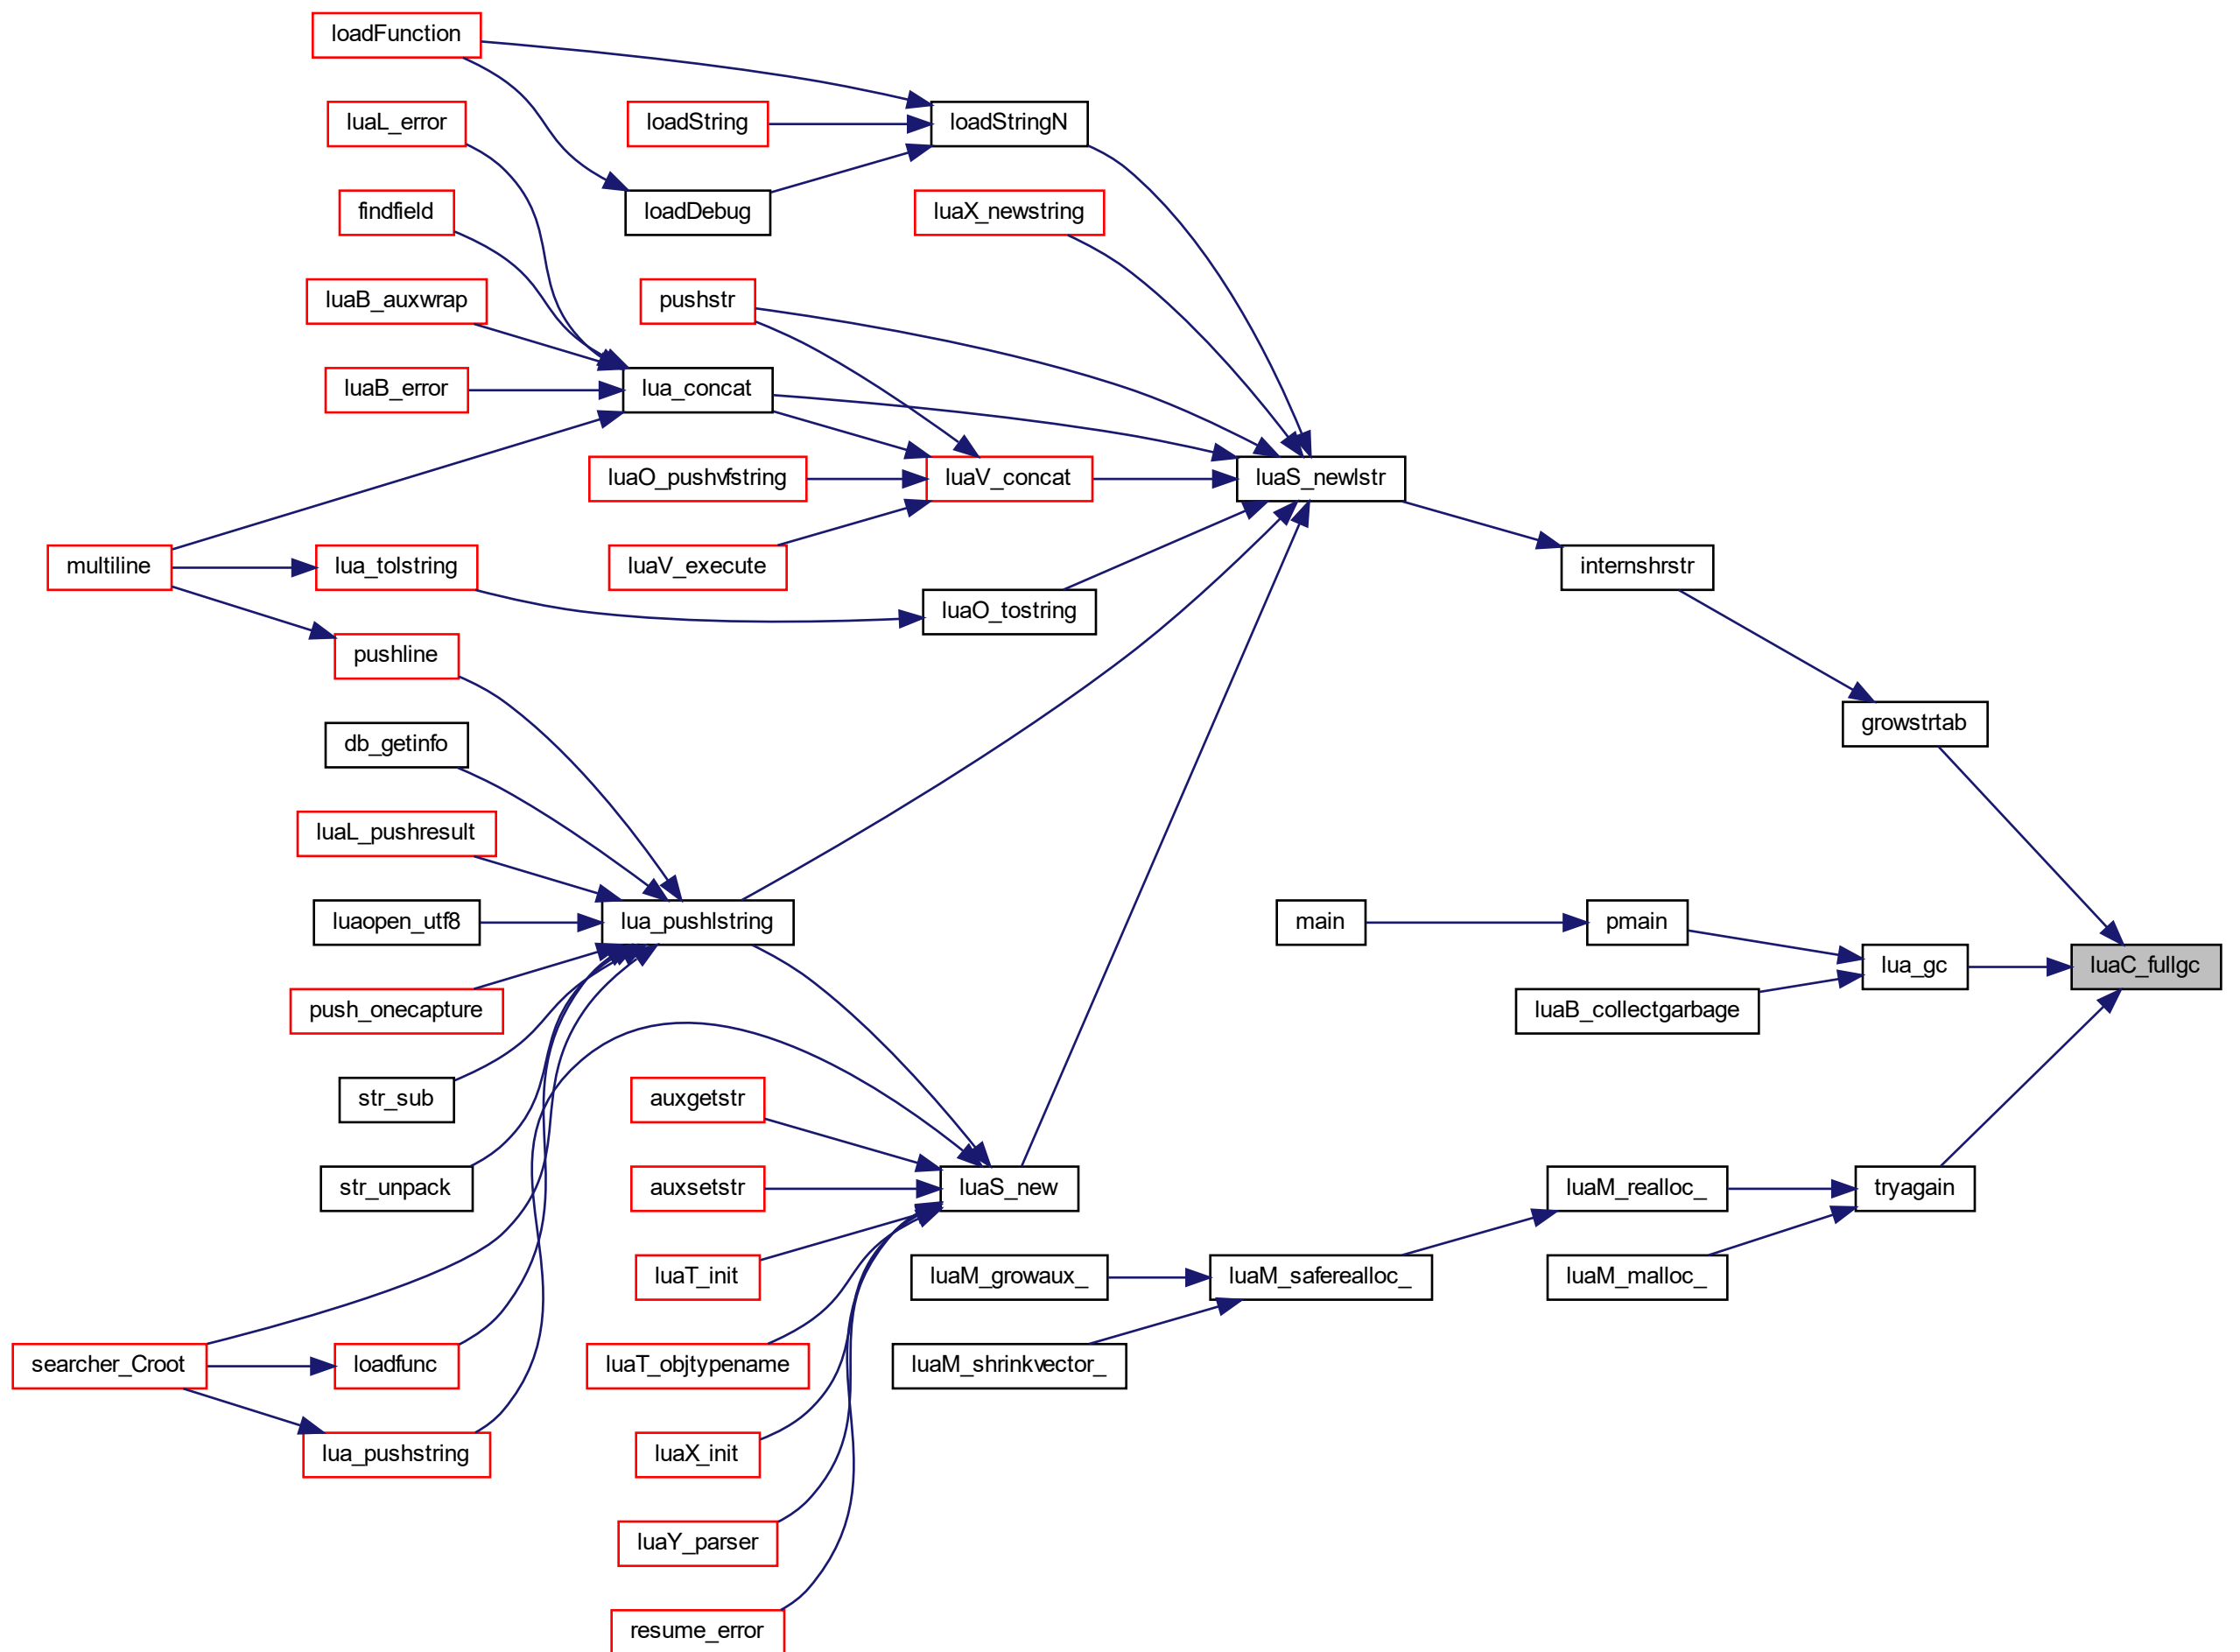 loadFunction
luaL_error
loadString
loadStringN
findfield
loadDebug
luaX_newstring
luaB_auxwrap
pushstr
luaB_error
lua_concat
luaO_pushvfstring
luaV_concat
luaS_newlstr
multiline
lua_tolstring
luaV_execute
internshrstr
luaO_tostring
pushline
db_getinfo
growstrtab
luaL_pushresult
luaopen_utf8
lua_pushlstring
main
pmain
lua_gc
luaC_fullgc
push_onecapture
luaB_collectgarbage
str_sub
auxgetstr
str_unpack
auxsetstr
luaS_new
luaM_realloc_
tryagain
luaT_init
luaM_growaux_
luaM_saferealloc_
luaM_malloc_
searcher_Croot
loadfunc
luaT_objtypename
luaM_shrinkvector_
lua_pushstring
luaX_init
luaY_parser
resume_error